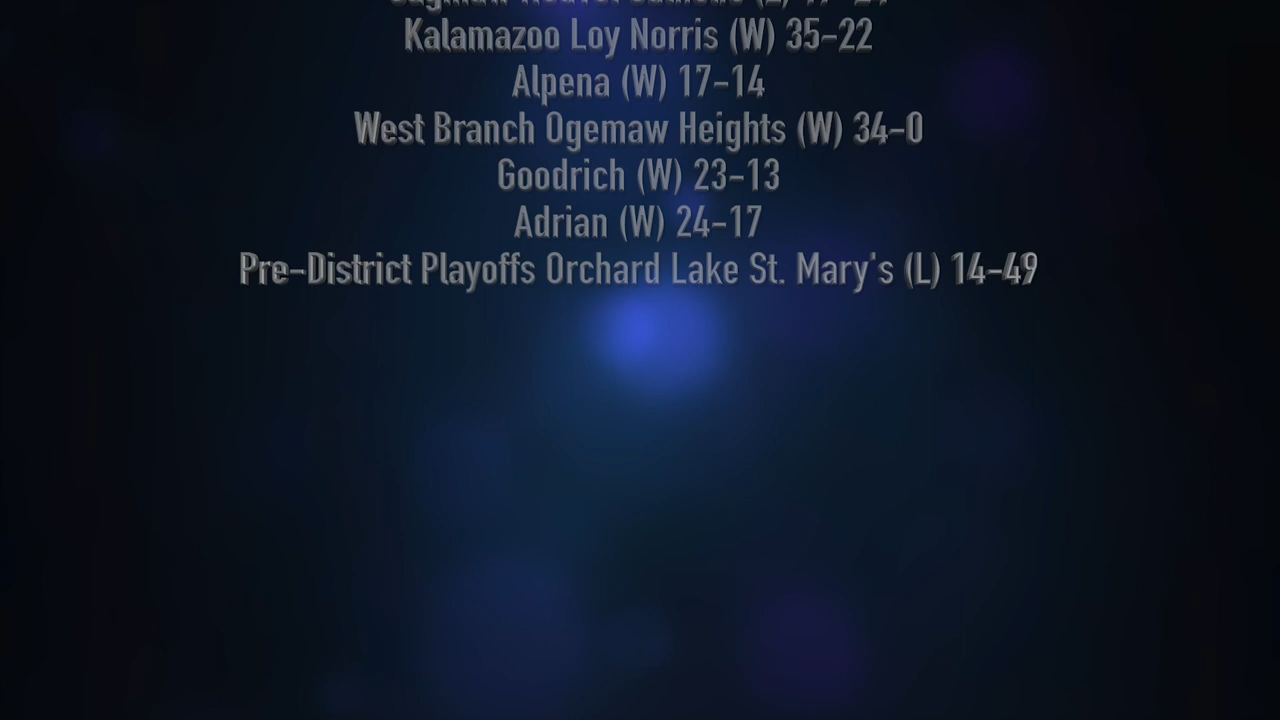 Kalamazoo Loy Norris (W) 35-22
Alpena (W) 17-14
West Branch Ogemaw Heights (W) 34-0
Goodrich (W) 23-13
Adrian (W) 24-17
Pre-District Playoffs Orchard Lake St. Mary's (L) 14-49